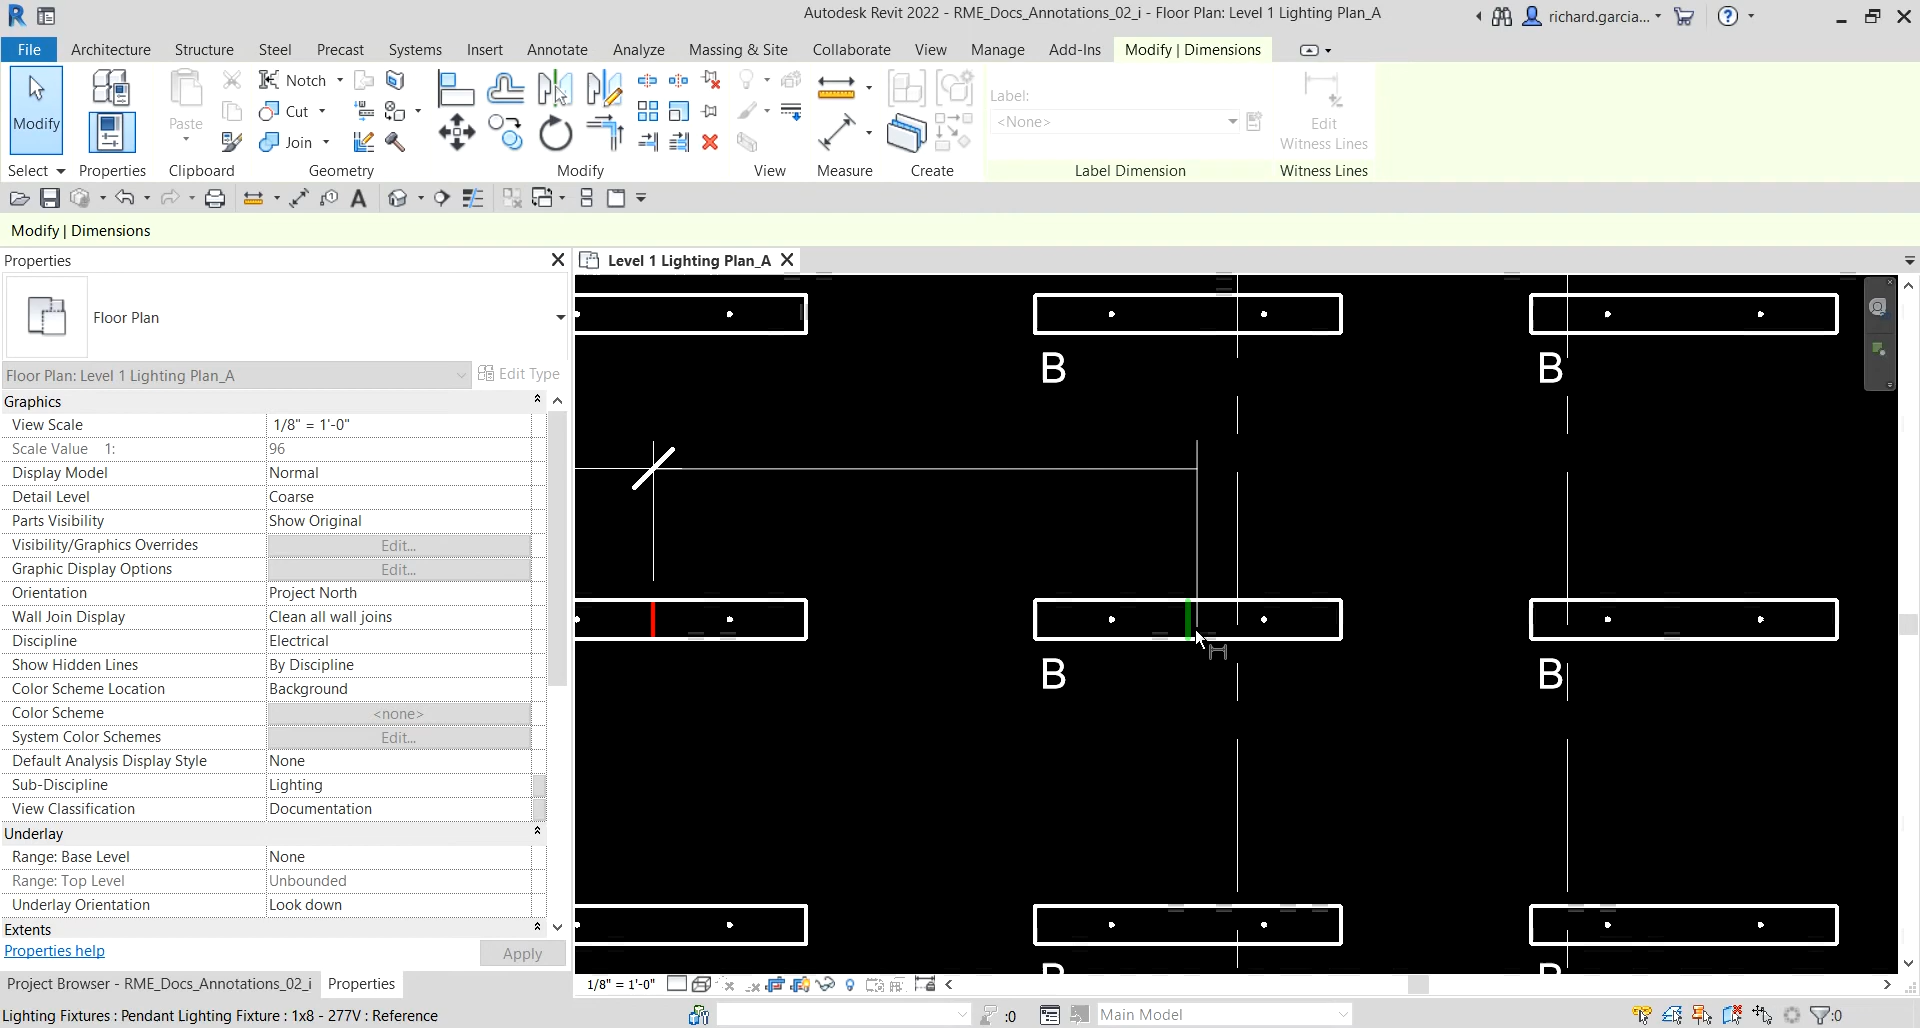 Autodesk Revit 2022 - RME_Docs_Annotations_02_i - Floor Plan: Level 1 Lighting Plan_A
richard.garcia...
File Architecture Structure Steel Precast Systems Insert Annotate Analyze Massing & Site Collaborate View Manage Add-Ins Modify | Dimensions
Modify
Paste
Notch
Cut
Join
Label:
<None>
Edit
Witness Lines
Select Properties Clipboard Geometry Modify View Measure Create Label Dimension Witness Lines
Modify | Dimensions
Properties
Level 1 Lighting Plan_A
Floor Plan
Floor Plan: Level 1 Lighting Plan_A
Edit Type
Graphics
View Scale 1/8" = 1'-0"
Scale Value 1: 96
Display Model Normal
Detail Level Coarse
Parts Visibility Show Original
Visibility/Graphics Overrides Edit...
Graphic Display Options Edit...
Orientation Project North
Wall Join Display Clean all wall joins
Discipline Electrical
Show Hidden Lines By Discipline
Color Scheme Location Background
Color Scheme <none>
System Color Schemes Edit...
Default Analysis Display Style None
Sub-Discipline Lighting
View Classification Documentation
Underlay
Range: Base Level None
Range: Top Level Unbounded
Underlay Orientation Look down
Extents
Properties help
Apply
Project Browser - RME_Docs_Annotations_02_i Properties
B B
B B
B B
1/8" = 1'-0"
Lighting Fixtures : Pendant Lighting Fixture : 1x8 - 277V : Reference
:0
Main Model
:0